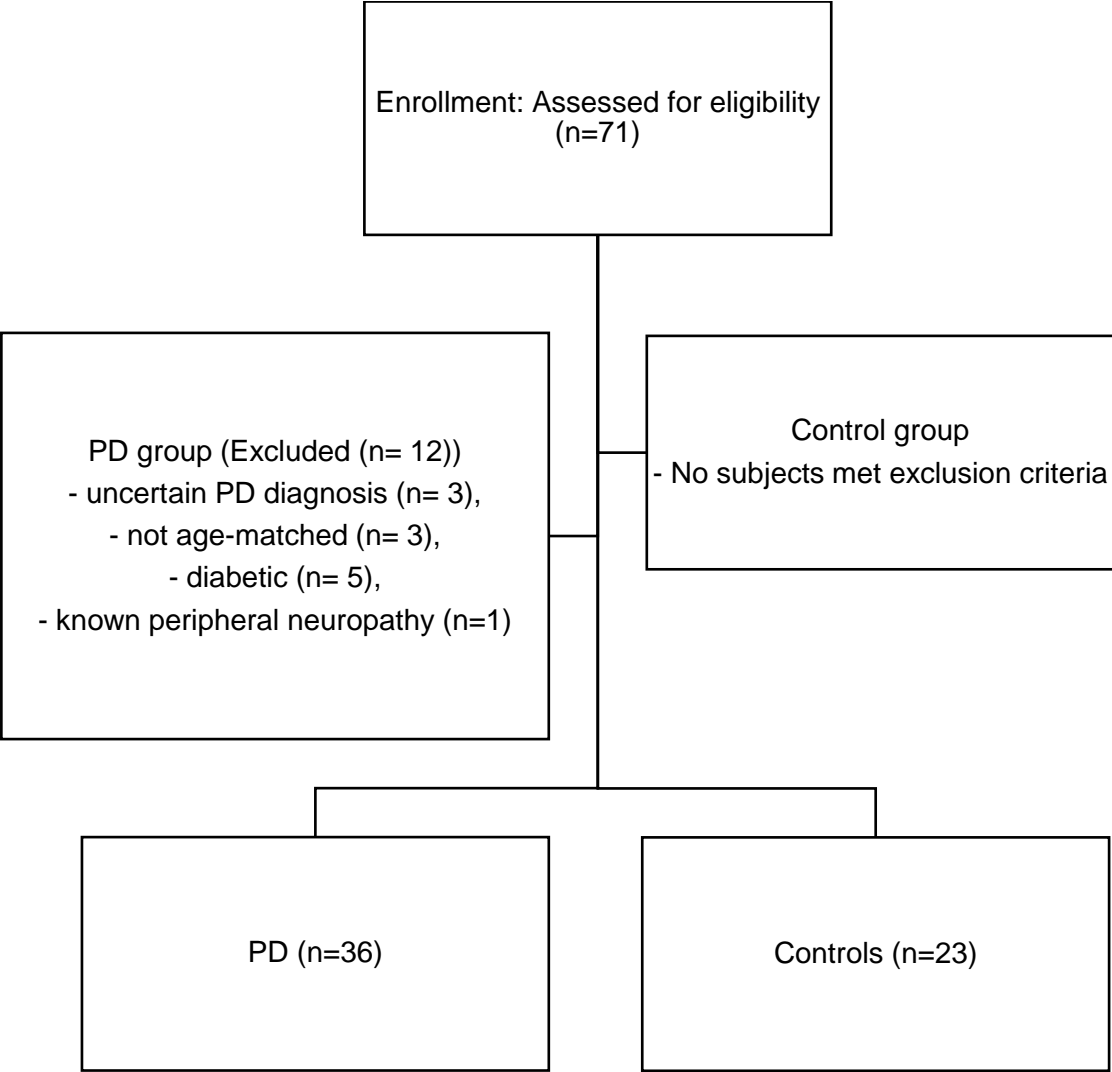 Enrollment: Assessed for eligibility
(n=71)
PD group (Excluded (n= 12))
- uncertain PD diagnosis (n= 3),
- not age-matched (n= 3),
- diabetic (n= 5),
- known peripheral neuropathy (n=1)
Control group
- No subjects met exclusion criteria
PD (n=36)
Controls (n=23)